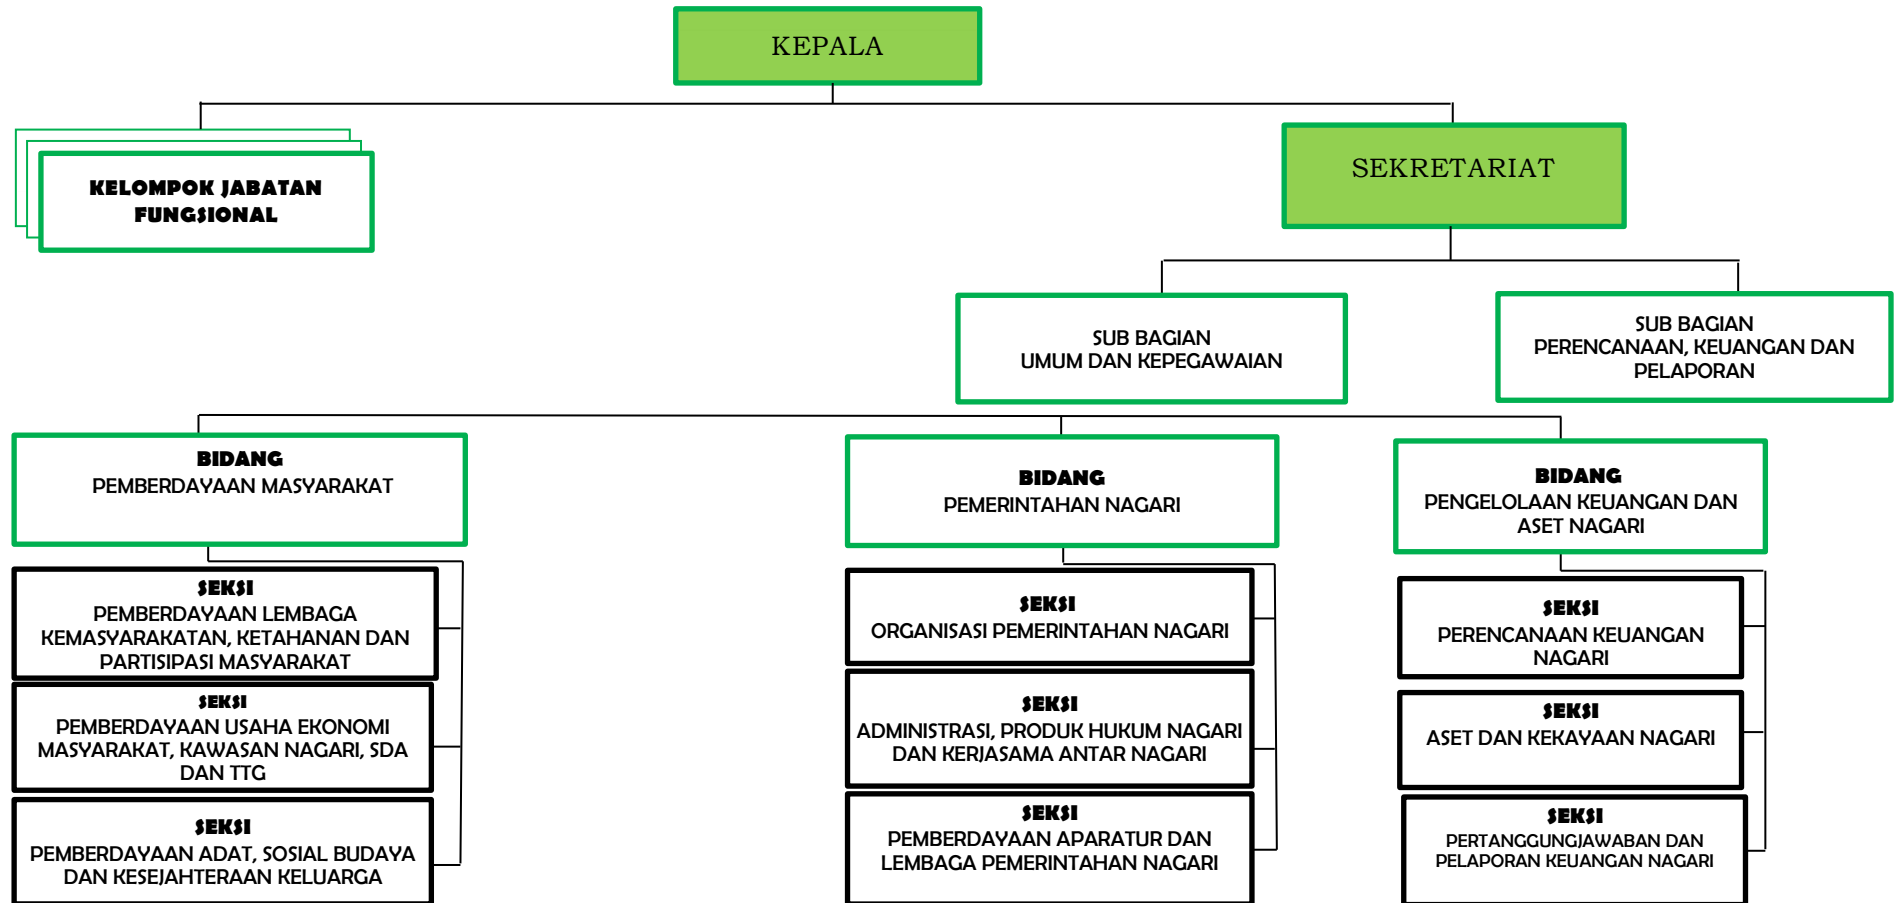 KEPALA
KELOMPOK JABATAN
FUNGSIONAL
SEKRETARIAT
SUB BAGIAN
UMUM DAN KEPEGAWAIAN
SUB BAGIAN
PERENCANAAN, KEUANGAN DAN
PELAPORAN
BIDANG
PEMBERDAYAAN MASYARAKAT
BIDANG
PEMERINTAHAN NAGARI
BIDANG
PENGELOLAAN KEUANGAN DAN
ASET NAGARI
SEKSI
PEMBERDAYAAN LEMBAGA
KEMASYARAKATAN, KETAHANAN DAN
PARTISIPASI MASYARAKAT
SEKSI
PEMBERDAYAAN USAHA EKONOMI
MASYARAKAT, KAWASAN NAGARI, SDA
DAN TTG
SEKSI
PEMBERDAYAAN ADAT, SOSIAL BUDAYA
DAN KESEJAHTERAAN KELUARGA
SEKSI
ORGANISASI PEMERINTAHAN NAGARI
SEKSI
ADMINISTRASI, PRODUK HUKUM NAGARI
DAN KERJASAMA ANTAR NAGARI
SEKSI
PEMBERDAYAAN APARATUR DAN
LEMBAGA PEMERINTAHAN NAGARI
SEKSI
PERENCANAAN KEUANGAN
NAGARI
SEKSI
ASET DAN KEKAYAAN NAGARI
SEKSI
PERTANGGUNGJAWABAN DAN
PELAPORAN KEUANGAN NAGARI